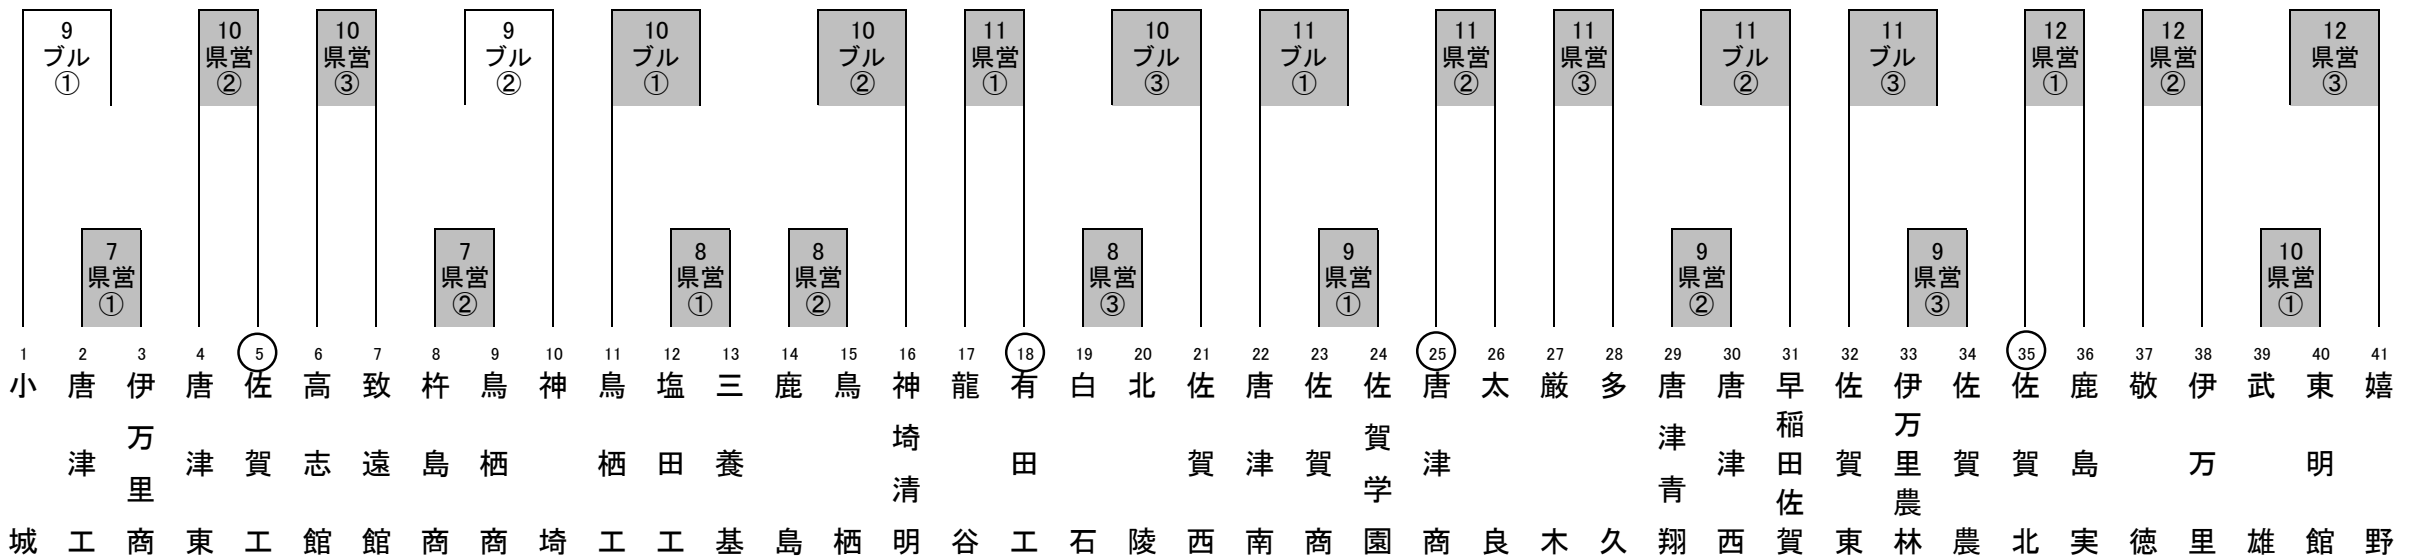 9 ブル ①
10 県営 ②
10 県営 ③
9 ブル ②
10 ブル ①
10 ブル ②
11 県営 ①
10 ブル ③
11 ブル ①
11 県営 ②
11 県営 ③
11 ブル ②
11 ブル ③
12 県営 ①
12 県営 ②
12 県営 ③
7 県営 ①
7 県営 ②
8 県営 ①
8 県営 ②
8 県営 ③
9 県営 ①
9 県営 ②
9 県営 ③
10 県営 ①
1 小城
2 唐津工
3 伊万里商
4 唐津東
5 佐賀工
6 高志館
7 致遠館
8 杵島商
9 鳥栖商
10 神埼
11 鳥栖工
12 塩田工
13 三養基
14 鹿島
15 鳥栖
16 神埼清明
17 龍谷
18 有田工
19 白石
20 北陵
21 佐賀西
22 唐津南
23 佐賀商
24 佐賀学園
25 唐津商
26 太良
27 厳木
28 多久
29 唐津青翔
30 唐津西
31 早稲田佐賀
32 佐賀東
33 伊万里農林
34 佐賀農
35 佐賀北
36 鹿島実
37 敬徳
38 伊万里
39 武雄
40 東明館
41 嬉野